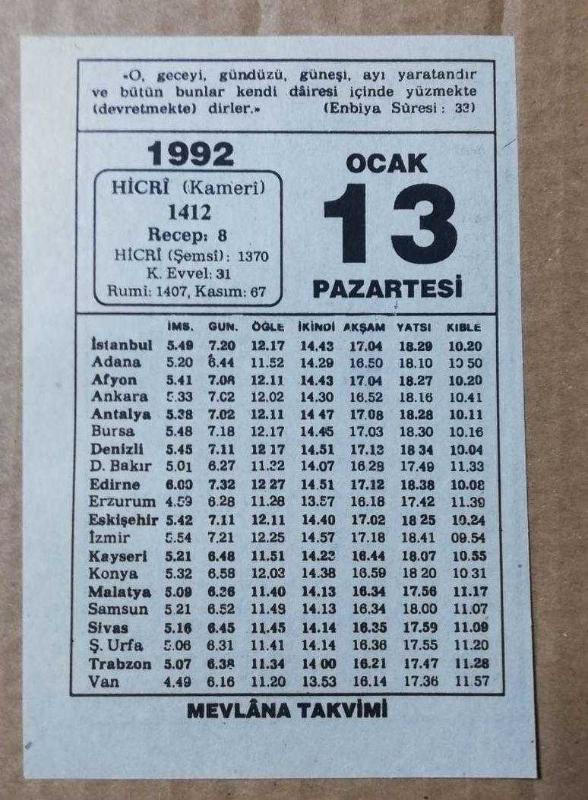 «O, geceyi, gündüzü, güneşi, ayı yaratandır
ve bütün bunlar kendi dâiresi içinde yüzmekte
(devretmekte) dirler.» (Enbiya Sûresi: 33)
1992
HİCRÎ (Kamerî)
1412
Recep: 8
HİCRÎ (Şemsî): 1370
K. Evvel: 31
Rumî: 1407, Kasım: 67
OCAK
13
PAZARTESİ
İMS. GÜN. ÖĞLE İKİNDİ AKŞAM YATSI KIBLE
İstanbul 5.49 7.20 12.17 14.43 17.04 18.29 10.20
Adana 5.20 6.44 11.52 14.29 16.50 18.10 10 50
Afyon 5.41 7.08 12.11 14.43 17.04 18.27 10.20
Ankara 5.33 7.02 12.02 14.30 16.52 18.16 10.41
Antalya 5.38 7.02 12.11 14 47 17.08 18.28 10.11
Bursa 5.48 7.18 12.17 14.45 17.03 18.30 10.16
Denizli 5.45 7.11 12 17 14.51 17.13 18 34 10.04
D. Bakır 5.01 6.27 11.32 14.07 16.28 17.49 11.33
Edirne 6.00 7.32 12 27 14.51 17.12 18.38 10.08
Erzurum 4.59 6.28 11.28 13.57 16.18 17.42 11.39
Eskişehir 5.42 7.11 12.11 14.40 17.02 18 25 10.24
İzmir 5.54 7.21 12.25 14.57 17.18 18.41 09.54
Kayseri 5.21 6.48 11.51 14.23 16.44 18.07 10.55
Konya 5.32 6.58 12.03 14.38 16.59 18 20 10 31
Malatya 5.09 6.36 11.40 14.13 16.34 17.56 11.17
Samsun 5.21 6.52 11.49 14.13 16.34 18.00 11.07
Sivas 5.16 6.45 11.45 14.14 16.35 17.59 11.09
Ş. Urfa 5.06 6.31 11.41 14.14 16.36 17.55 11.20
Trabzon 5.07 6.38 11.34 14 00 16.21 17.47 11.28
Van 4.49 6.16 11.20 13.53 16.14 17.36 11.57
MEVLÂNA TAKVİMİ